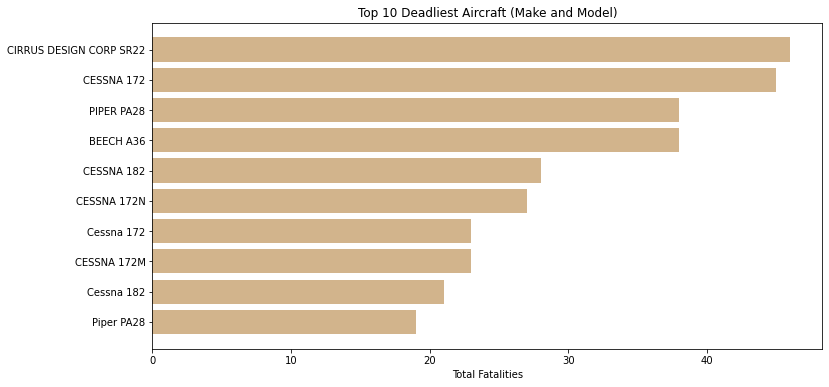 Top 10 Deadliest Aircraft (Make and Model)
CIRRUS DESIGN CORP SR22
CESSNA 172
PIPER PA28
BEECH A36
CESSNA 182
CESSNA 172N
Cessna 172
CESSNA 172M
Cessna 182
Piper PA28
0 10 20 30 40
Total Fatalities